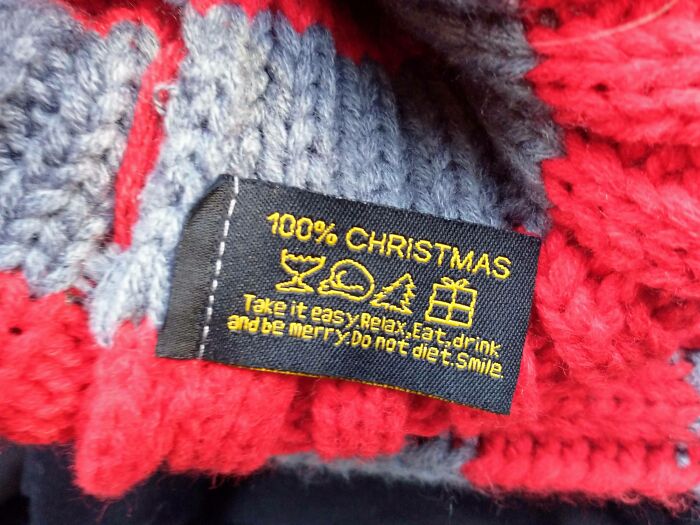 100% CHRISTMAS
Take it easy.Relax,Eat,drink
and be merry.Do not diet.Smile.